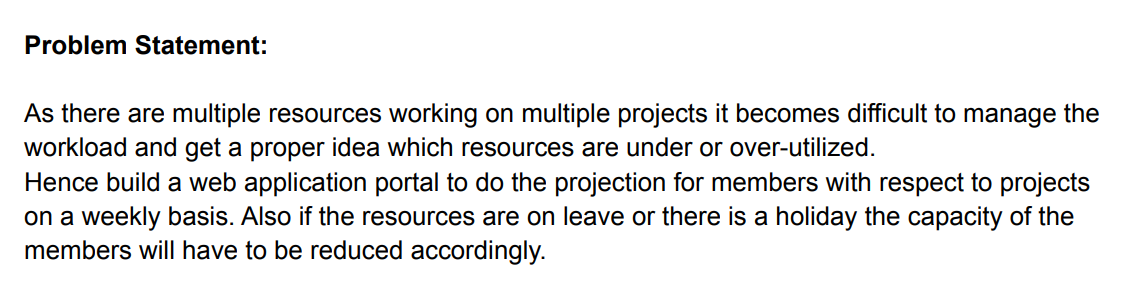 Problem Statement:
As there are multiple resources working on multiple projects it becomes difficult to manage the
workload and get a proper idea which resources are under or over-utilized.
Hence build a web application portal to do the projection for members with respect to projects
on a weekly basis. Also if the resources are on leave or there is a holiday the capacity of the
members will have to be reduced accordingly.